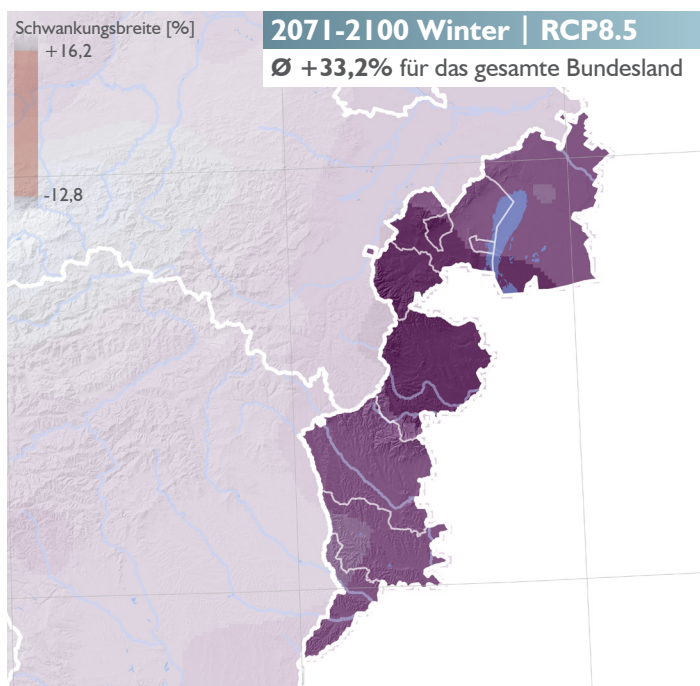 Schwankungsbreite [%]
+16,2
-12,8
2071-2100 Winter | RCP8.5
Ø +33,2% für das gesamte Bundesland